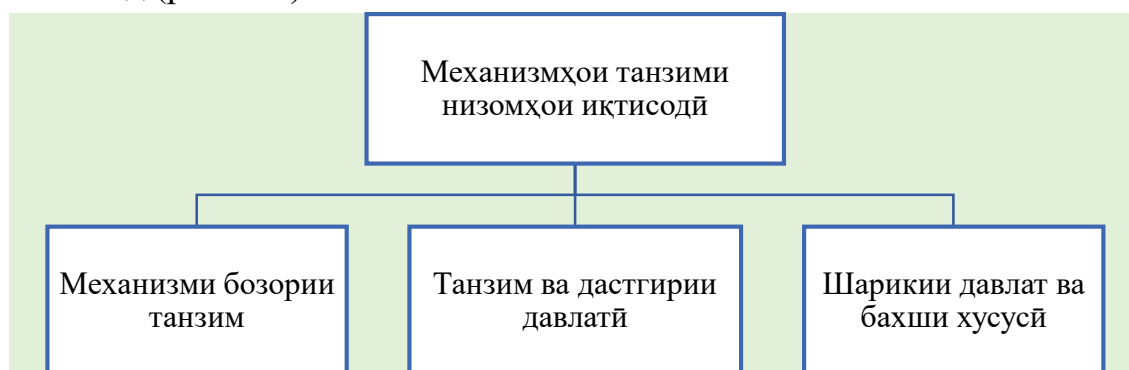 Механизмҳои танзими
низомҳои иқтисодӣ
Механизми бозории
танзим
Танзим ва дастгирии
давлатӣ
Шарикии давлат ва
бахши хусусӣ